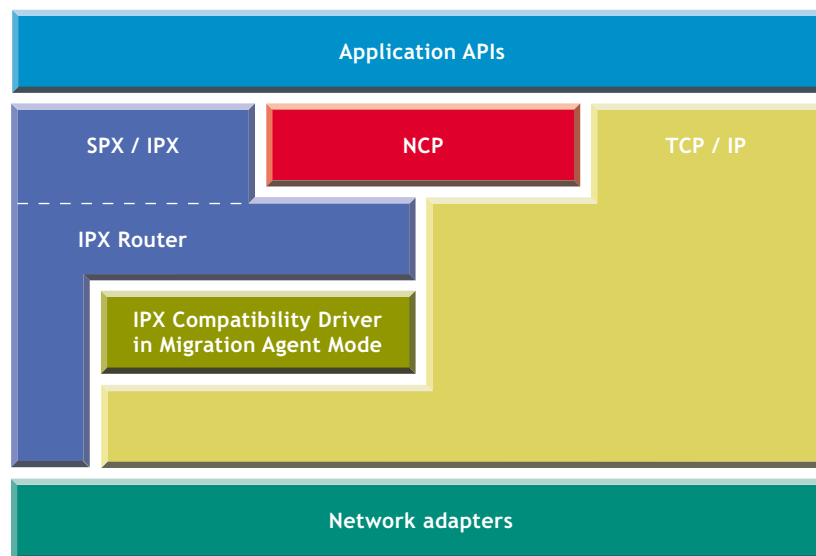 Application APIs
SPX / IPX
NCP
TCP / IP
IPX Router
IPX Compatibility Driver
in Migration Agent Mode
Network adapters